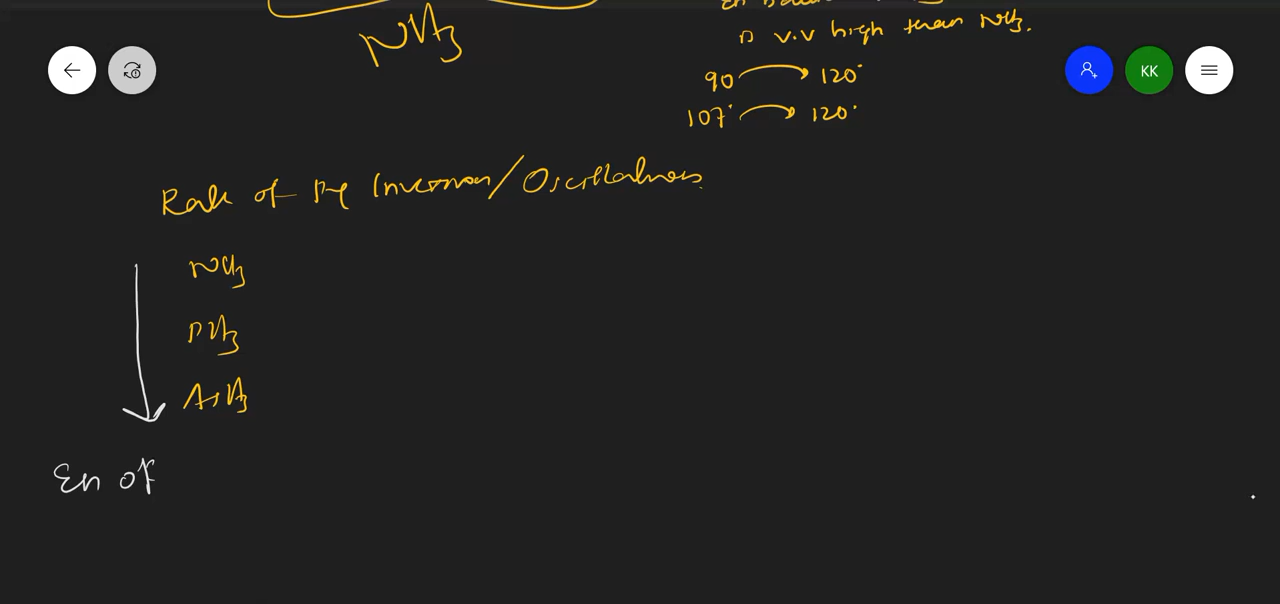 NH3
is v.v high than NH3.
90 → 120°
107° → 120°
KK
Rate of the Inversion/Oscillations
NH3
PH3
AsH3
En of